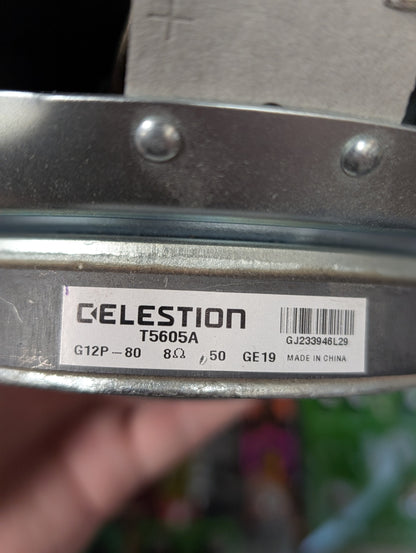 CELESTION
T5605A
GJ233946L29
G12P-80 8Ω 50 GE19 MADE IN CHINA